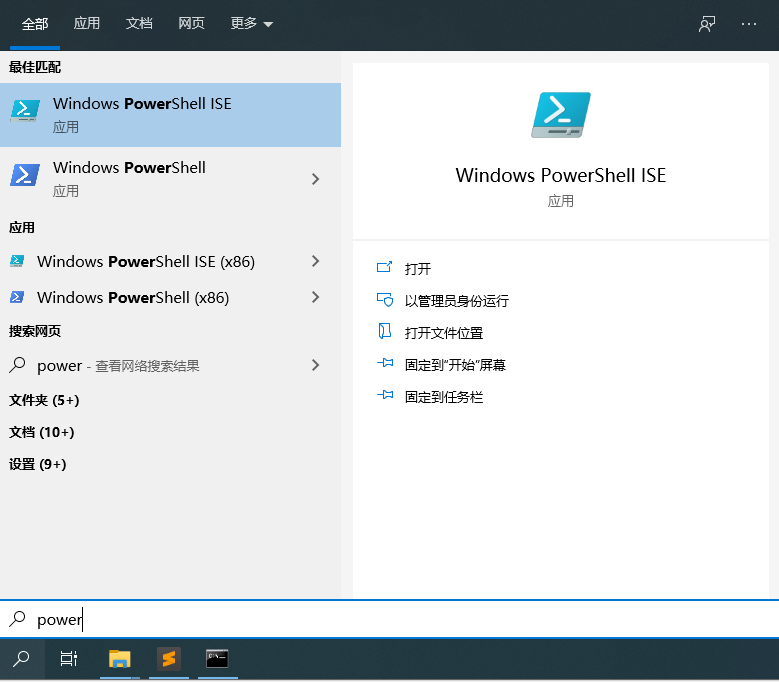 全部 应用 文档 网页 更多
最佳匹配
Windows PowerShell ISE
应用
Windows PowerShell
应用
应用
Windows PowerShell ISE (x86)
Windows PowerShell (x86)
搜索网页
power - 查看网络搜索结果
文件夹 (5+)
文档 (10+)
设置 (9+)
Windows PowerShell ISE
应用
打开
以管理员身份运行
打开文件位置
固定到"开始"屏幕
固定到任务栏
power